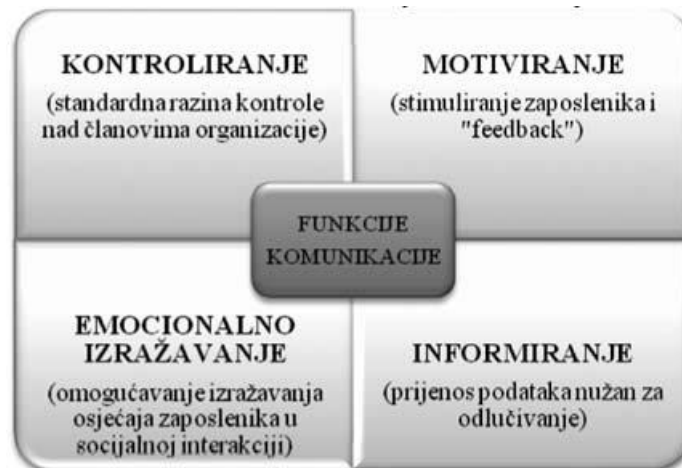 KONTROLIRANJE
(standardna razina kontrole
nad članovima organizacije)
MOTIVIRANJE
(stimuliranje zaposlenika i
"feedback")
FUNKCIJE
KOMUNIKACIJE
EMOCIONALNO
IZRAŽAVANJE
(omogućavanje izražavanja
osjećaja zaposlenika u
socijalnoj interakciji)
INFORMIRANJE
(prijenos podataka nužan za
odlučivanje)